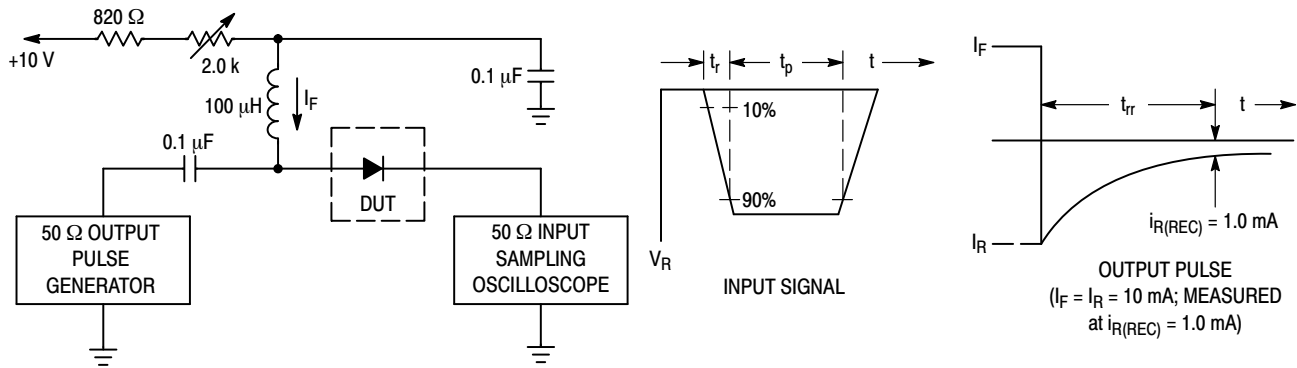 820 Ω
+10 V
2.0 k
100 μH
I_F
0.1 μF
0.1 μF
DUT
50 Ω OUTPUT
PULSE
GENERATOR
50 Ω INPUT
SAMPLING
OSCILLOSCOPE
t_r
t_p
t
10%
90%
V_R
INPUT SIGNAL
I_F
t_rr
t
I_R
i_R(REC) = 1.0 mA
OUTPUT PULSE
(I_F = I_R = 10 mA; MEASURED
at i_R(REC) = 1.0 mA)